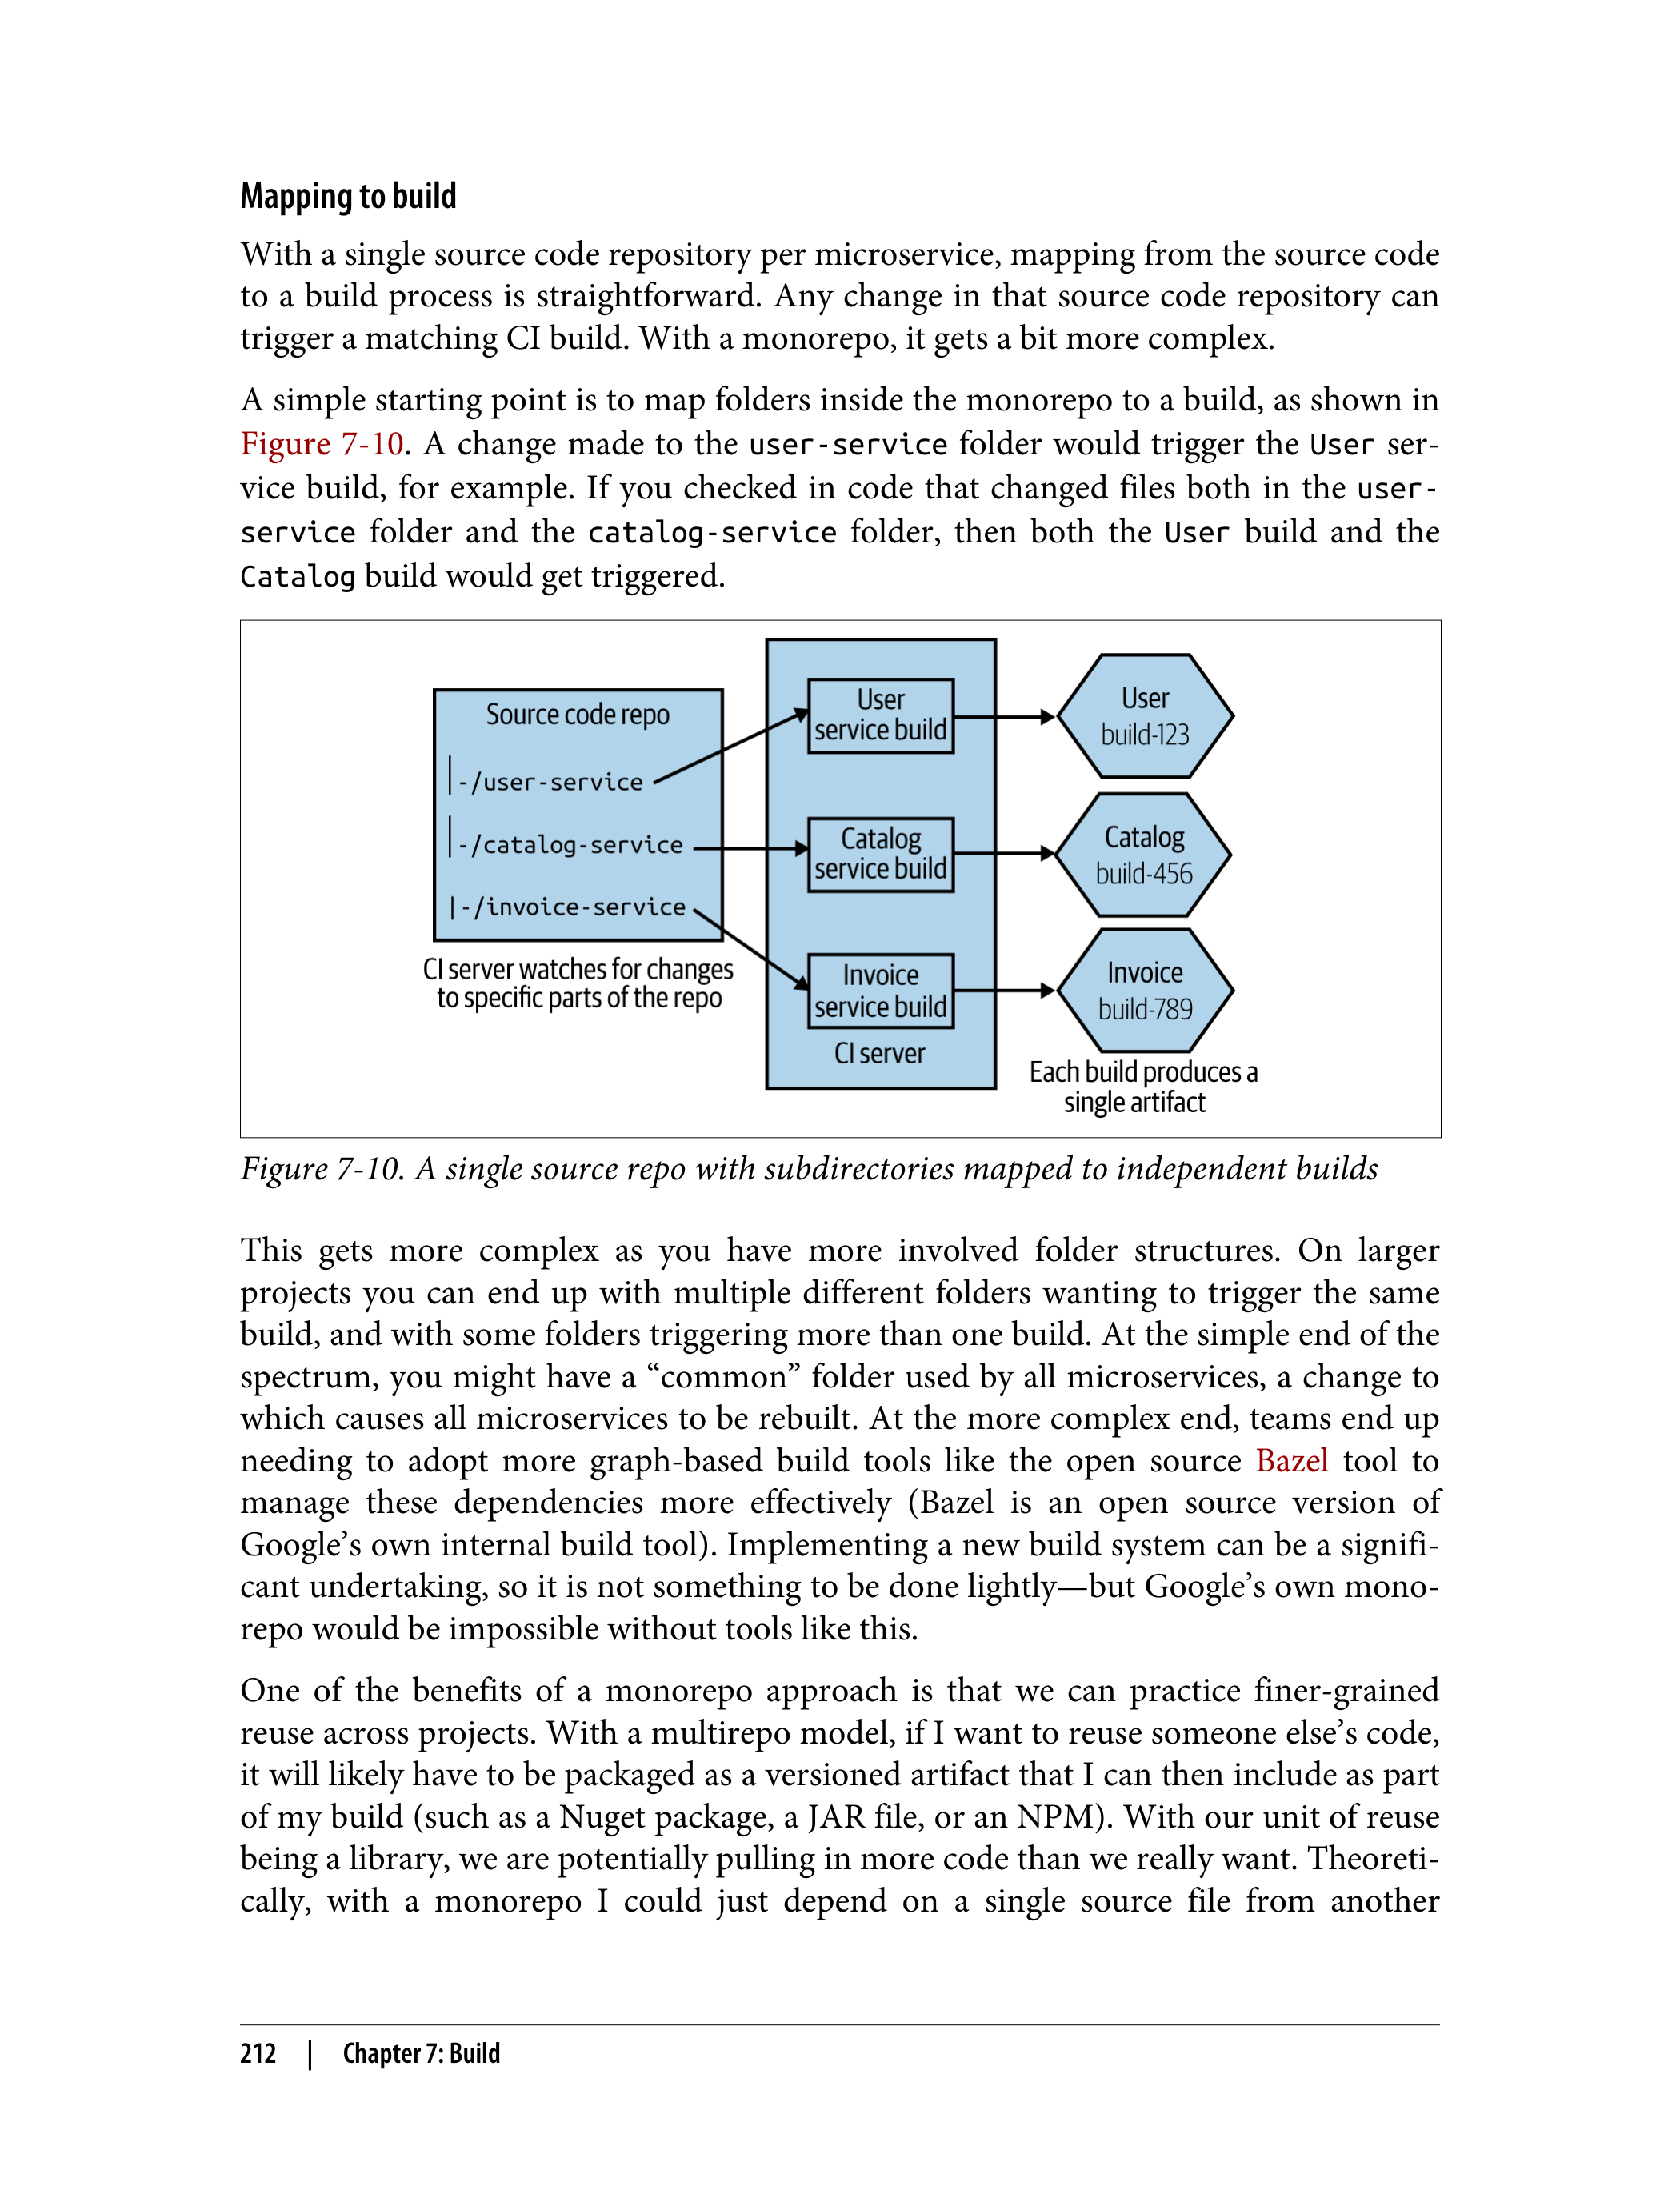 Mapping to build
With a single source code repository per microservice, mapping from the source code
to a build process is straightforward. Any change in that source code repository can
trigger a matching CI build. With a monorepo, it gets a bit more complex.
A simple starting point is to map folders inside the monorepo to a build, as shown in
Figure 7-10. A change made to the user-service folder would trigger the User ser-
vice build, for example. If you checked in code that changed files both in the user-
service folder and the catalog-service folder, then both the User build and the
Catalog build would get triggered.
Source code repo
|-/user-service
|-/catalog-service
|-/invoice-service
CI server watches for changes
to specific parts of the repo
User
service build
Catalog
service build
Invoice
service build
CI server
User
build-123
Catalog
build-456
Invoice
build-789
Each build produces a
single artifact
Figure 7-10. A single source repo with subdirectories mapped to independent builds
This gets more complex as you have more involved folder structures. On larger
projects you can end up with multiple different folders wanting to trigger the same
build, and with some folders triggering more than one build. At the simple end of the
spectrum, you might have a “common” folder used by all microservices, a change to
which causes all microservices to be rebuilt. At the more complex end, teams end up
needing to adopt more graph-based build tools like the open source Bazel tool to
manage these dependencies more effectively (Bazel is an open source version of
Google’s own internal build tool). Implementing a new build system can be a signifi-
cant undertaking, so it is not something to be done lightly—but Google’s own mono-
repo would be impossible without tools like this.
One of the benefits of a monorepo approach is that we can practice finer-grained
reuse across projects. With a multirepo model, if I want to reuse someone else’s code,
it will likely have to be packaged as a versioned artifact that I can then include as part
of my build (such as a Nuget package, a JAR file, or an NPM). With our unit of reuse
being a library, we are potentially pulling in more code than we really want. Theoreti-
cally, with a monorepo I could just depend on a single source file from another
212 | Chapter 7: Build